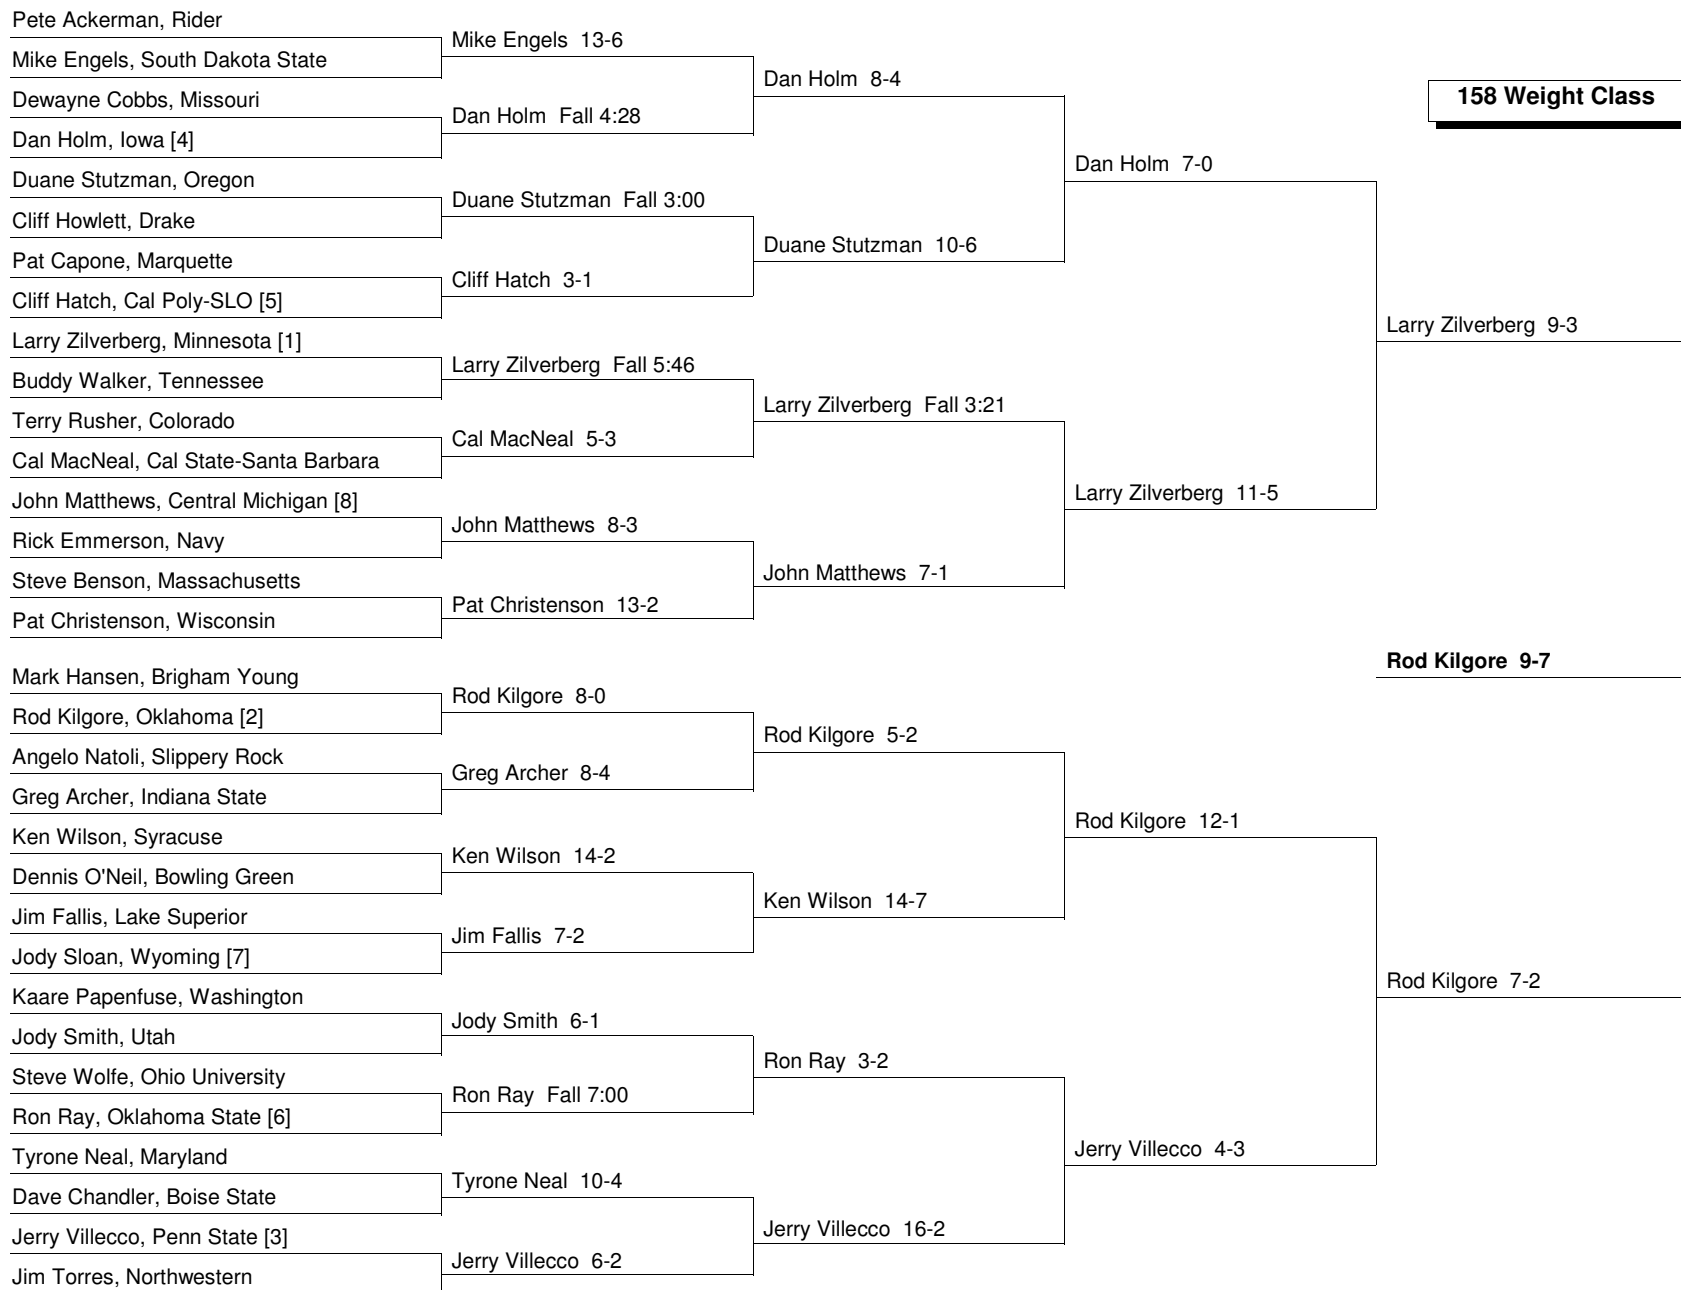 Pete Ackerman, Rider
Mike Engels, South Dakota State
Dewayne Cobbs, Missouri
Dan Holm, Iowa [4]
Duane Stutzman, Oregon
Cliff Howlett, Drake
Pat Capone, Marquette
Cliff Hatch, Cal Poly-SLO [5]
Larry Zilverberg, Minnesota [1]
Buddy Walker, Tennessee
Terry Rusher, Colorado
Cal MacNeal, Cal State-Santa Barbara
John Matthews, Central Michigan [8]
Rick Emmerson, Navy
Steve Benson, Massachusetts
Pat Christenson, Wisconsin
Mark Hansen, Brigham Young
Rod Kilgore, Oklahoma [2]
Angelo Natoli, Slippery Rock
Greg Archer, Indiana State
Ken Wilson, Syracuse
Dennis O'Neil, Bowling Green
Jim Fallis, Lake Superior
Jody Sloan, Wyoming [7]
Kaare Papenfuse, Washington
Jody Smith, Utah
Steve Wolfe, Ohio University
Ron Ray, Oklahoma State [6]
Tyrone Neal, Maryland
Dave Chandler, Boise State
Jerry Villecco, Penn State [3]
Jim Torres, Northwestern
Mike Engels 13-6
Dan Holm Fall 4:28
Duane Stutzman Fall 3:00
Cliff Hatch 3-1
Larry Zilverberg Fall 5:46
Cal MacNeal 5-3
John Matthews 8-3
Pat Christenson 13-2
Rod Kilgore 8-0
Greg Archer 8-4
Ken Wilson 14-2
Jim Fallis 7-2
Jody Smith 6-1
Ron Ray Fall 7:00
Tyrone Neal 10-4
Jerry Villecco 6-2
Dan Holm 8-4
Duane Stutzman 10-6
Larry Zilverberg Fall 3:21
John Matthews 7-1
Rod Kilgore 5-2
Ken Wilson 14-7
Ron Ray 3-2
Jerry Villecco 16-2
Dan Holm 7-0
Larry Zilverberg 11-5
Rod Kilgore 12-1
Jerry Villecco 4-3
158 Weight Class
Larry Zilverberg 9-3
Rod Kilgore 9-7
Rod Kilgore 7-2